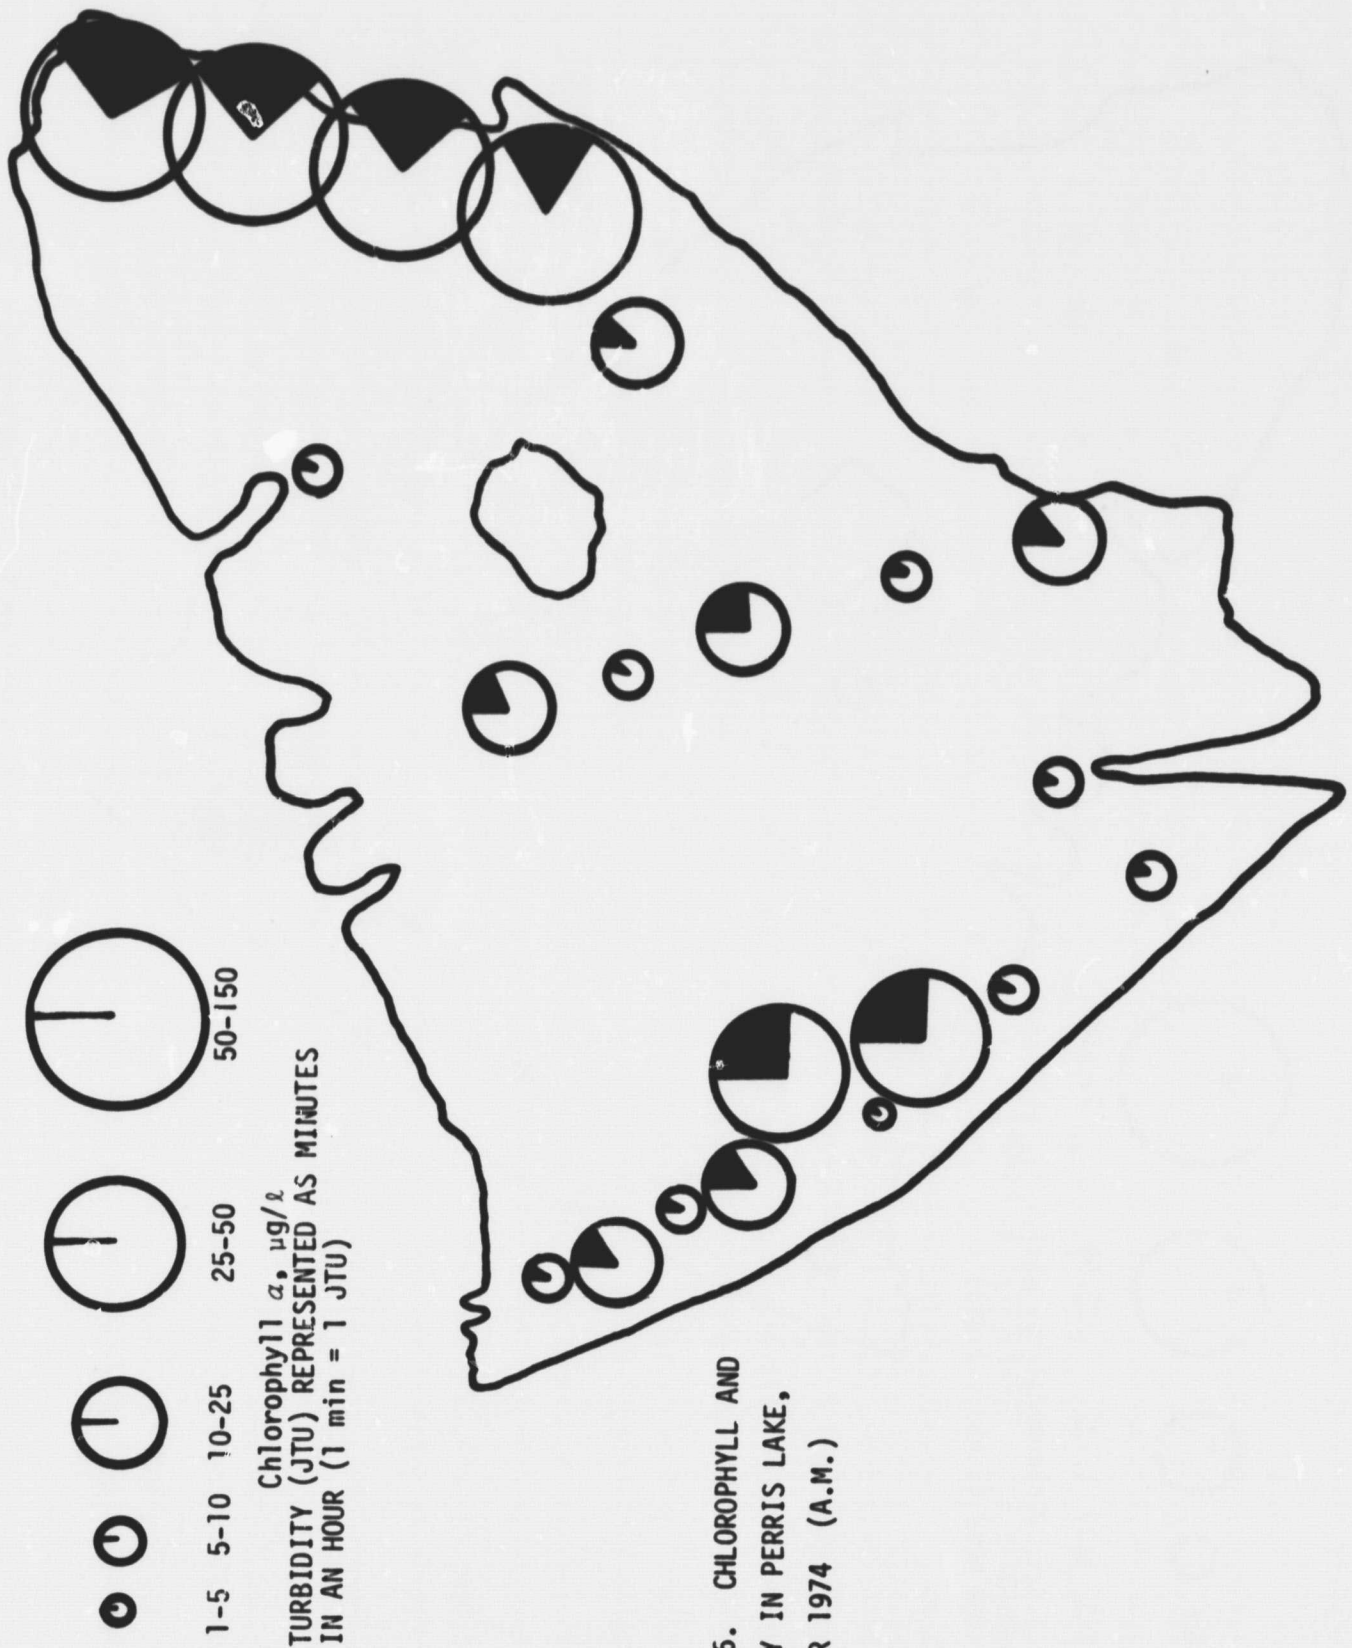 1-5 5-10 10-25 25-50 50-150
Chlorophyll a, µg/ℓ
TURBIDITY (JTU) REPRESENTED AS MINUTES
IN AN HOUR (1 min = 1 JTU)
6. CHLOROPHYLL AND
Y IN PERRIS LAKE,
R 1974 (A.M.)